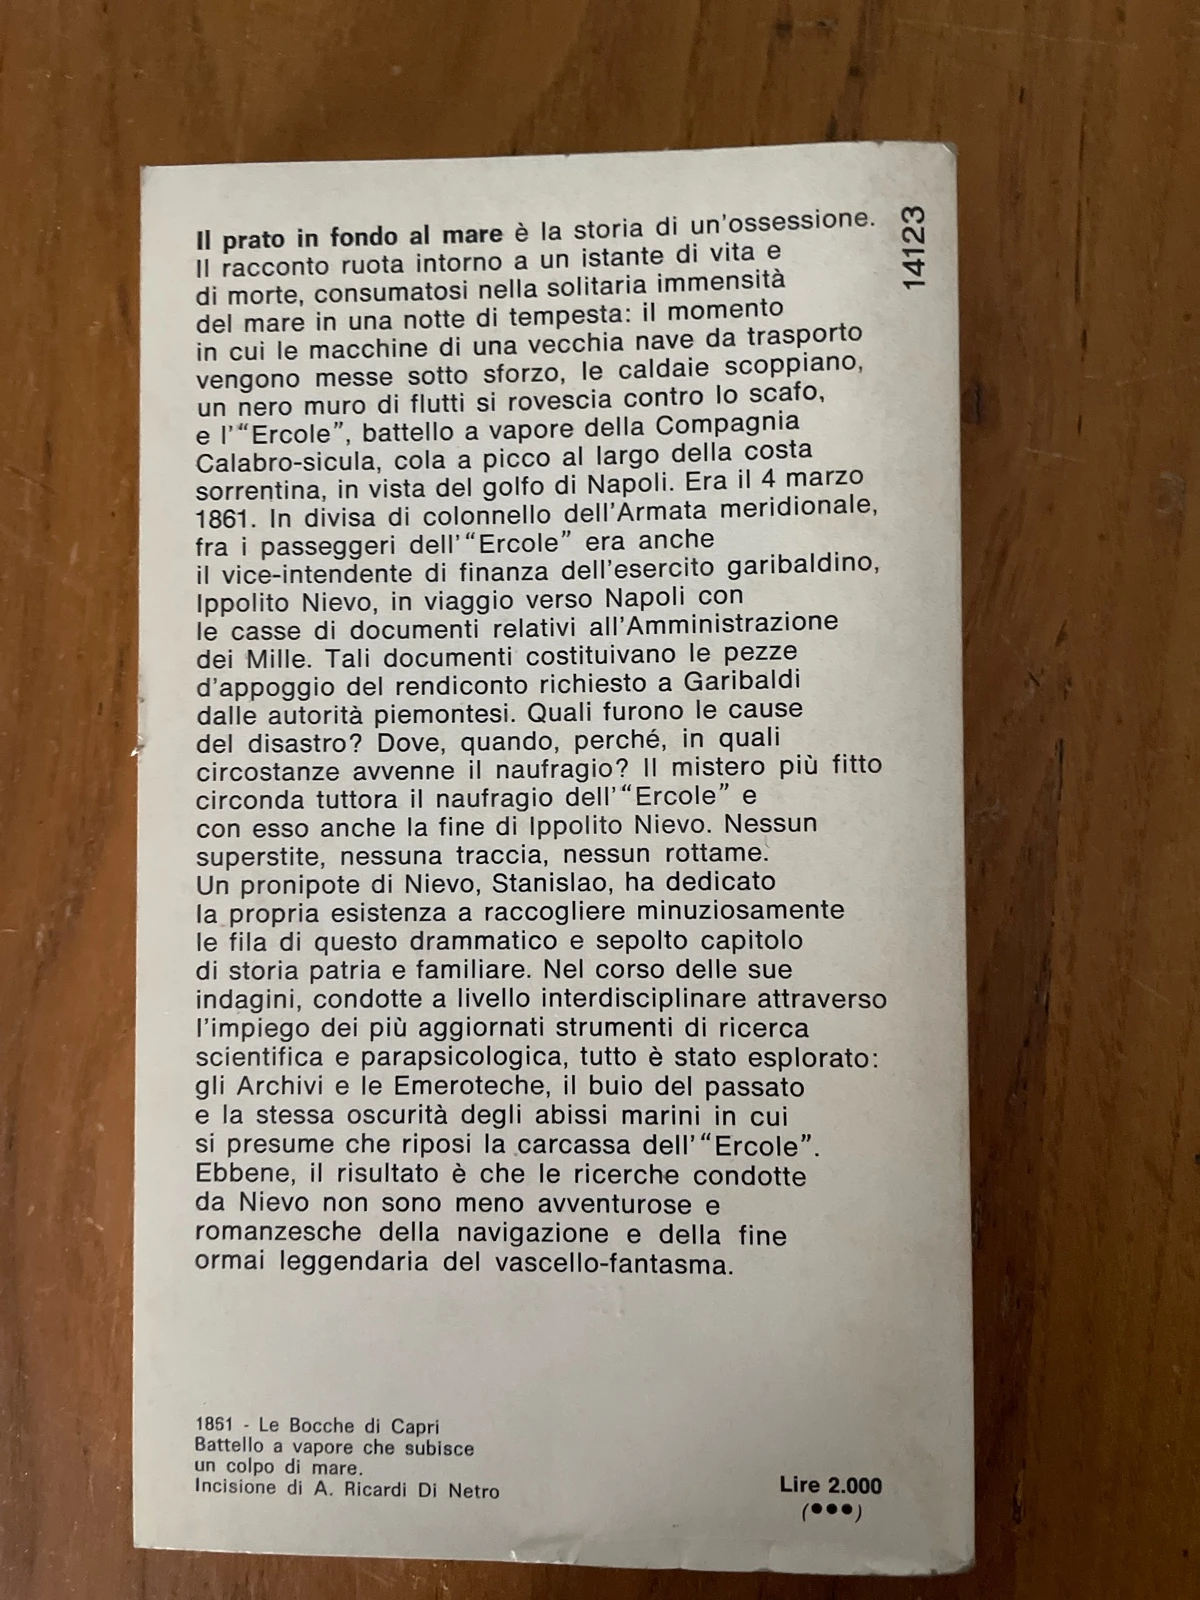 Il prato in fondo al mare è la storia di un'ossessione.
Il racconto ruota intorno a un istante di vita e
di morte, consumatosi nella solitaria immensità
del mare in una notte di tempesta: il momento
in cui le macchine di una vecchia nave da trasporto
vengono messe sotto sforzo, le caldaie scoppiano,
un nero muro di flutti si rovescia contro lo scafo,
e l'“Ercole”, battello a vapore della Compagnia
Calabro-sicula, cola a picco al largo della costa
sorrentina, in vista del golfo di Napoli. Era il 4 marzo
1861. In divisa di colonnello dell'Armata meridionale,
fra i passeggeri dell'“Ercole” era anche
il vice-intendente di finanza dell'esercito garibaldino,
Ippolito Nievo, in viaggio verso Napoli con
le casse di documenti relativi all'Amministrazione
dei Mille. Tali documenti costituivano le pezze
d'appoggio del rendiconto richiesto a Garibaldi
dalle autorità piemontesi. Quali furono le cause
del disastro? Dove, quando, perché, in quali
circostanze avvenne il naufragio? Il mistero più fitto
circonda tuttora il naufragio dell'“Ercole” e
con esso anche la fine di Ippolito Nievo. Nessun
superstite, nessuna traccia, nessun rottame.
Un pronipote di Nievo, Stanislao, ha dedicato
la propria esistenza a raccogliere minuziosamente
le fila di questo drammatico e sepolto capitolo
di storia patria e familiare. Nel corso delle sue
indagini, condotte a livello interdisciplinare attraverso
l'impiego dei più aggiornati strumenti di ricerca
scientifica e parapsicologica, tutto è stato esplorato:
gli Archivi e le Emeroteche, il buio del passato
e la stessa oscurità degli abissi marini in cui
si presume che riposi la carcassa dell'“Ercole”.
Ebbene, il risultato è che le ricerche condotte
da Nievo non sono meno avventurose e
romanzesche della navigazione e della fine
ormai leggendaria del vascello-fantasma.
14123
1861 - Le Bocche di Capri
Battello a vapore che subisce
un colpo di mare.
Incisione di A. Ricardi Di Netro
Lire 2.000
(•••)